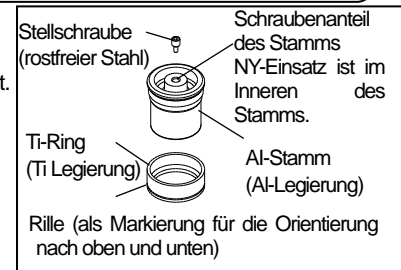 Stellschraube
(rostfreier Stahl)
t.
Schraubenanteil
des Stamms
NY-Einsatz ist im
Inneren des
Stamms.
Ti-Ring
(Ti Legierung)
Al-Stamm
(Al-Legierung)
Rille (als Markierung für die Orientierung
nach oben und unten)